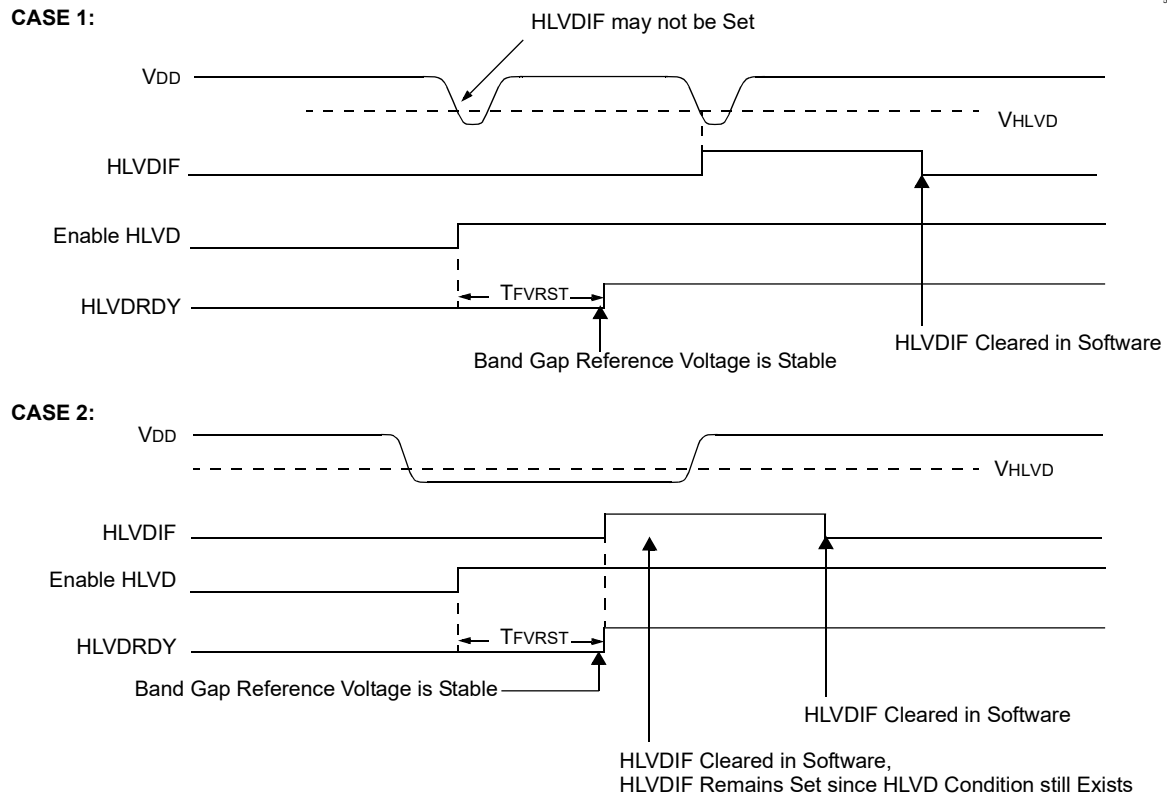 CASE 1:
HLVDIF may not be Set
VDD
VHLVD
HLVDIF
Enable HLVD
TFVRST
HLVDRDY
HLVDIF Cleared in Software
Band Gap Reference Voltage is Stable
CASE 2:
VDD
VHLVD
HLVDIF
Enable HLVD
TFVRST
HLVDRDY
Band Gap Reference Voltage is Stable
HLVDIF Cleared in Software
HLVDIF Cleared in Software,
HLVDIF Remains Set since HLVD Condition still Exists